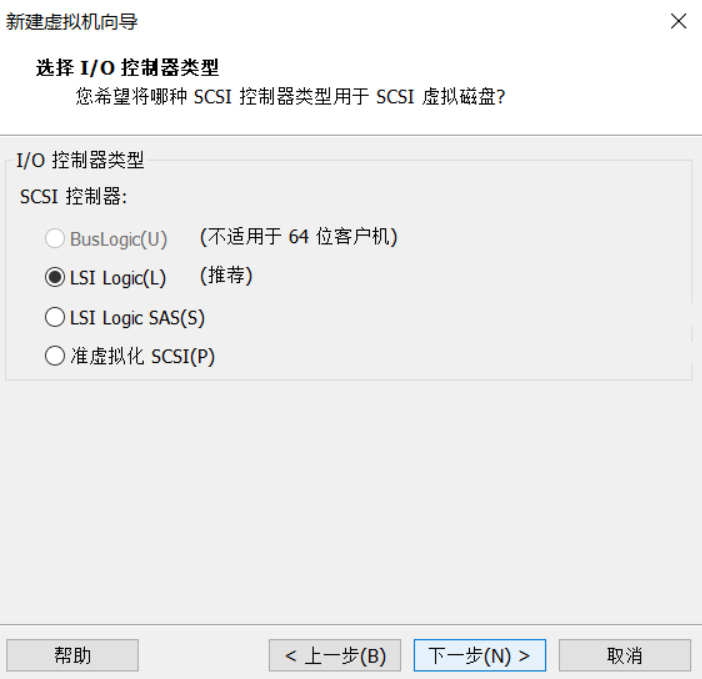 新建虚拟机向导
选择 I/O 控制器类型
您希望将哪种 SCSI 控制器类型用于 SCSI 虚拟磁盘?
I/O 控制器类型
SCSI 控制器:
BusLogic(U) (不适用于 64 位客户机)
LSI Logic(L) (推荐)
LSI Logic SAS(S)
准虚拟化 SCSI(P)
帮助 < 上一步(B) 下一步(N) > 取消